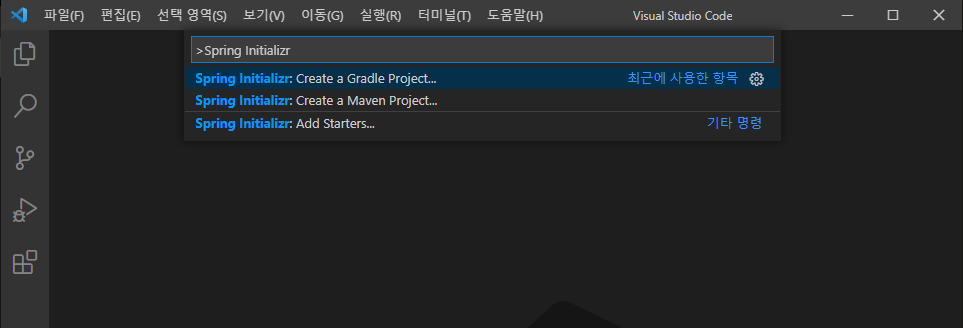 파일(F) 편집(E) 선택 영역(S) 보기(V) 이동(G) 실행(R) 터미널(T) 도움말(H) Visual Studio Code
>Spring Initializr
Spring Initializr: Create a Gradle Project... 최근에 사용한 항목
Spring Initializr: Create a Maven Project...
Spring Initializr: Add Starters... 기타 명령